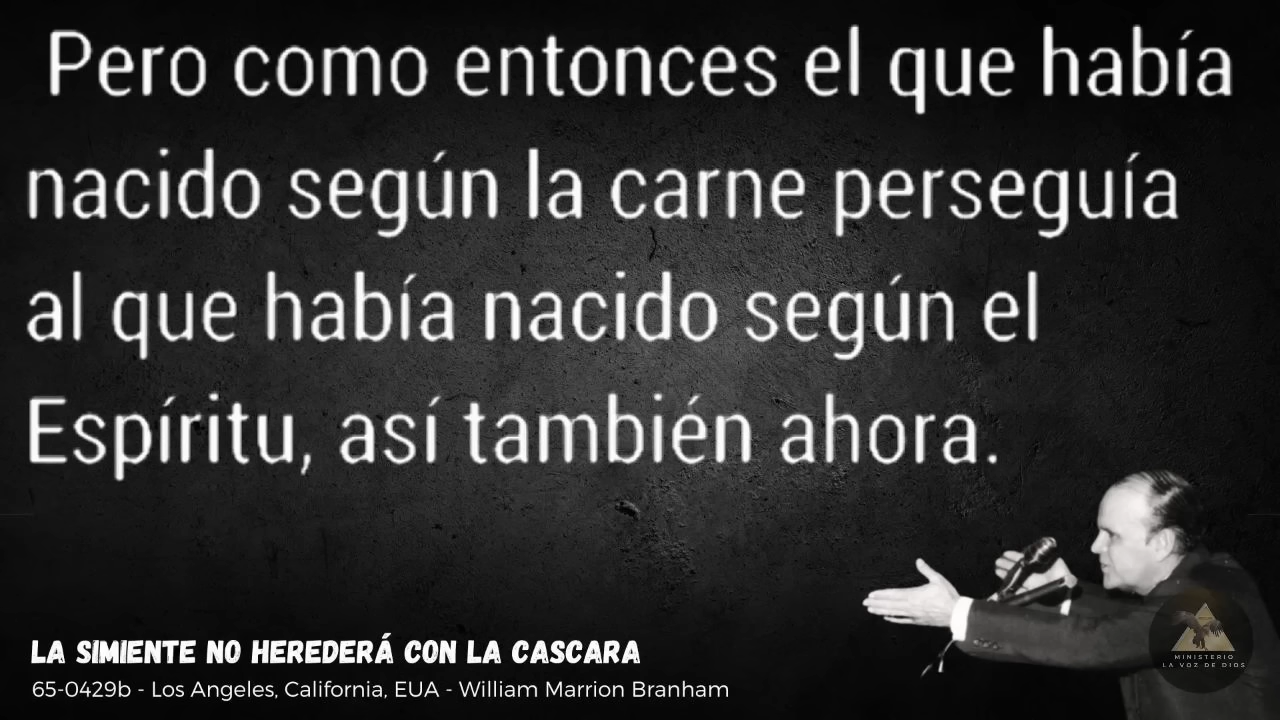 Pero como entonces el que había
nacido según la carne perseguía
al que había nacido según el
Espíritu, así también ahora.
LA SIMIENTE NO HEREDERÁ CON LA CASCARA
65-0429b - Los Angeles, California, EUA - William Marrion Branham
MINISTERIO
LA VOZ DE DIOS